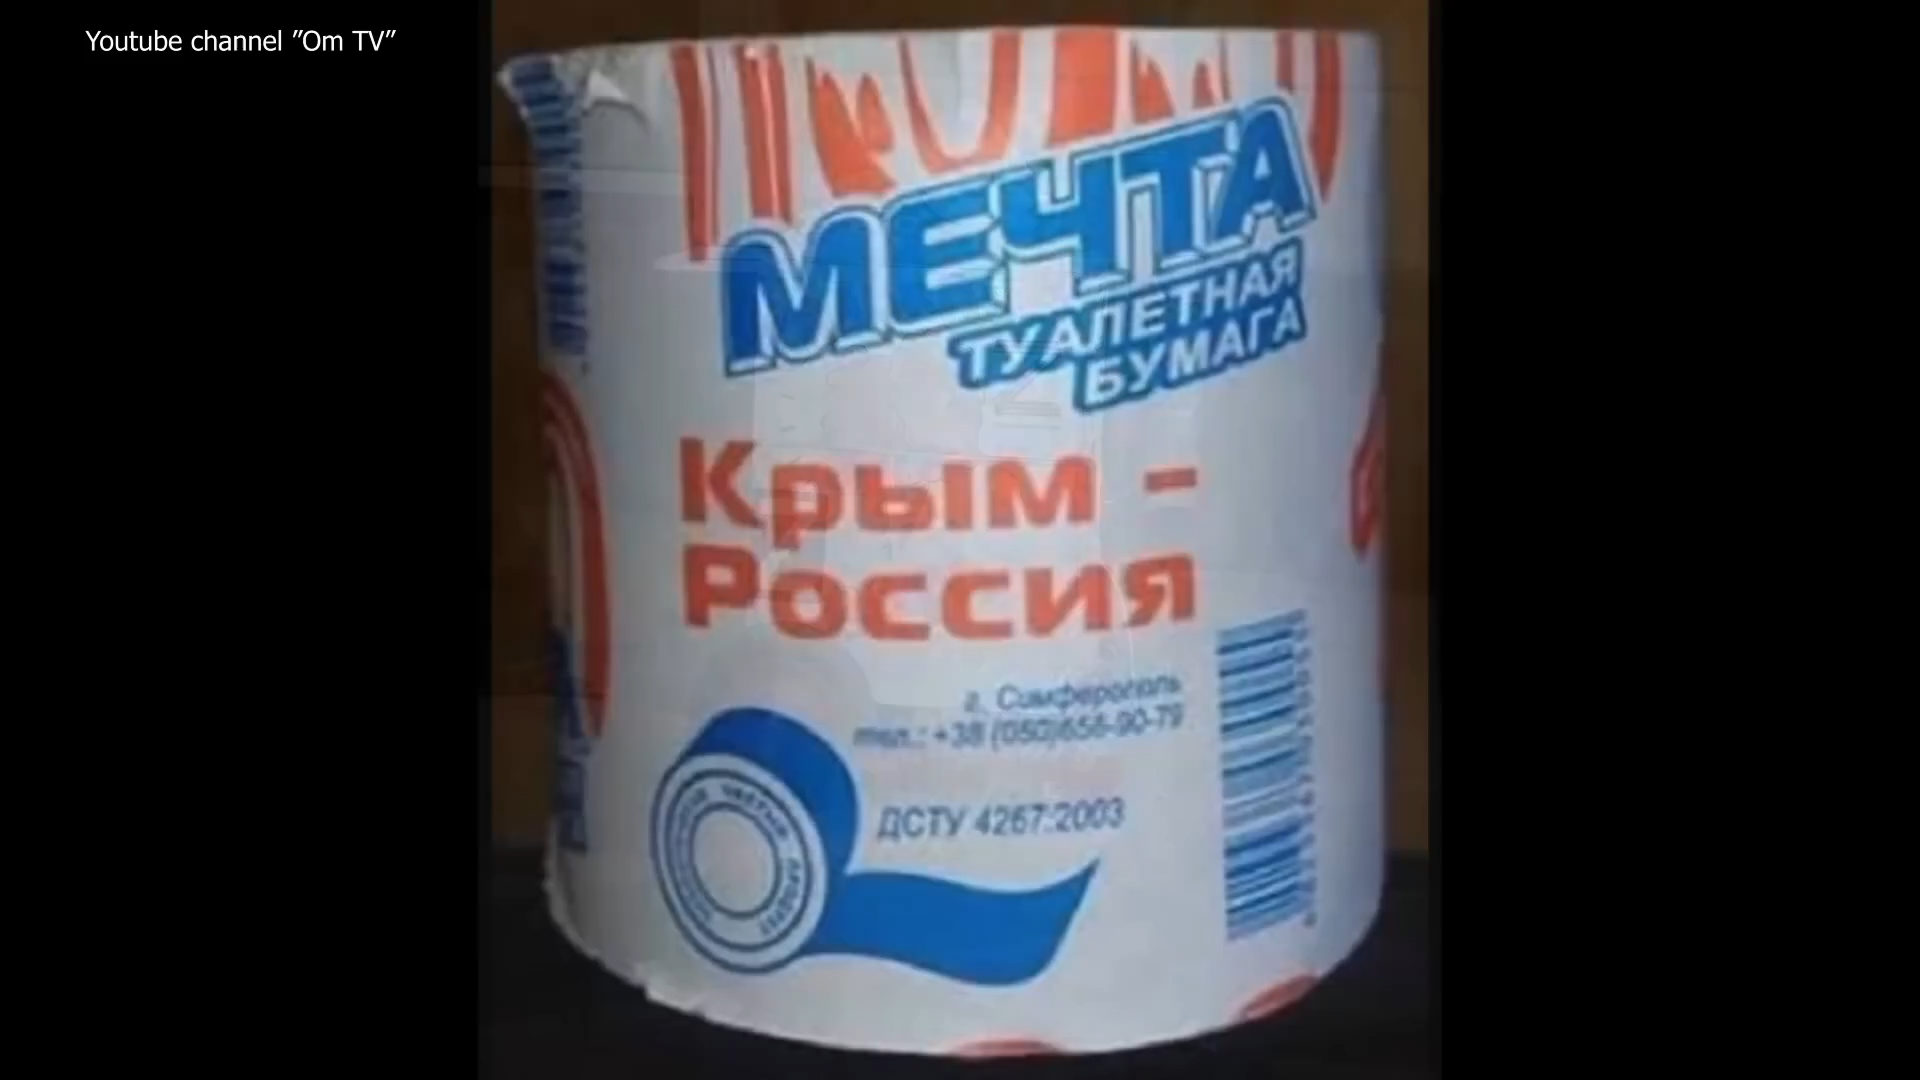 Youtube channel "Om TV"
МЕЧТА
ТУАЛЕТНАЯ
БУМАГА
Крым -
Россия
г. Симферополь
тел.: +38 (050)656-90-79
ДСТУ 4267:2003